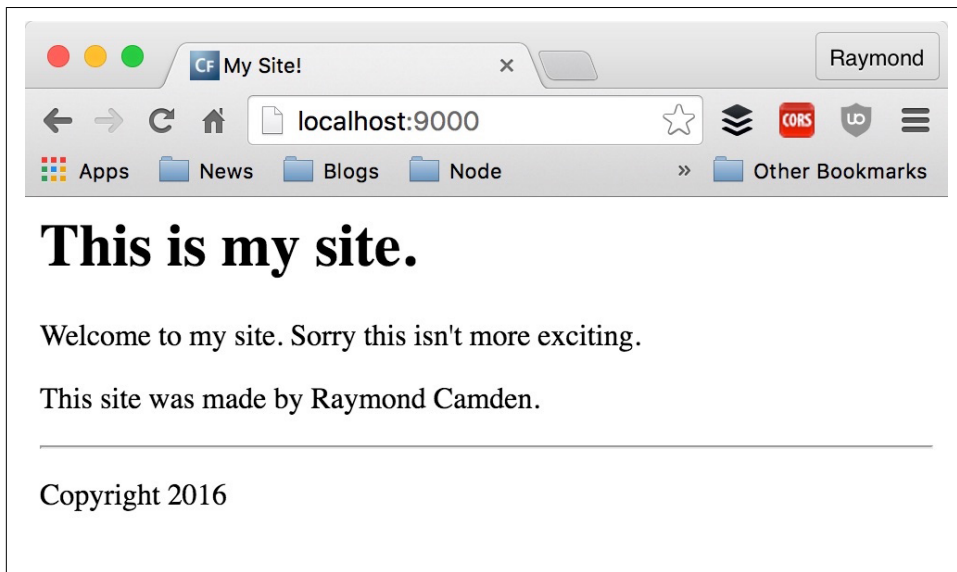 CF My Site!
Raymond
localhost:9000
CORS
Apps News Blogs Node » Other Bookmarks
This is my site.
Welcome to my site. Sorry this isn't more exciting.
This site was made by Raymond Camden.
Copyright 2016